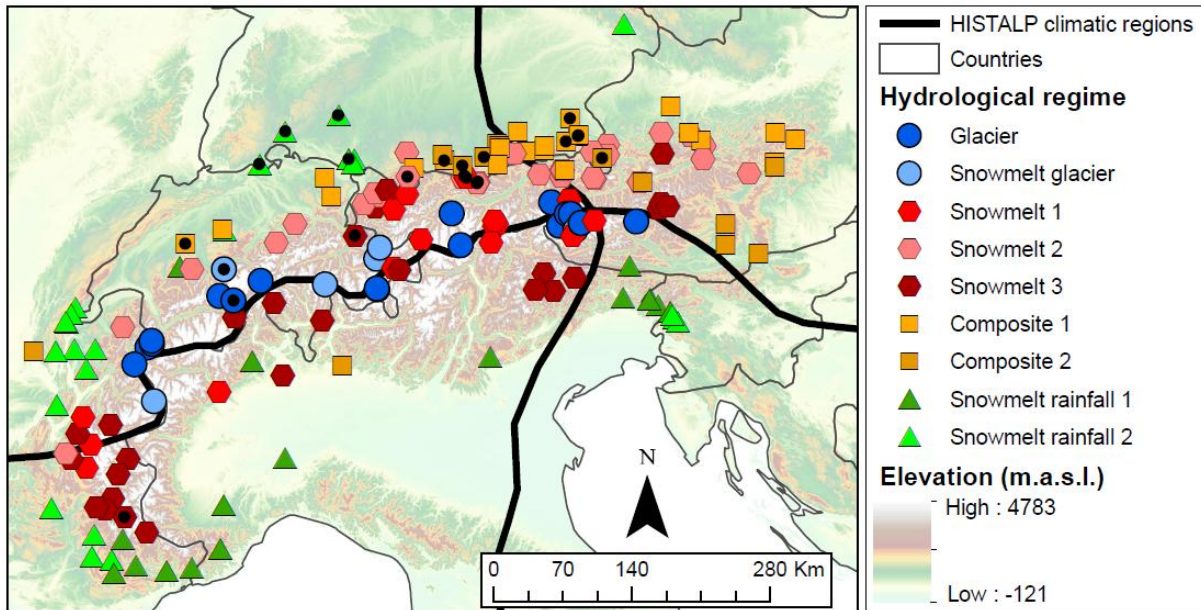 N
0 70 140 280 Km
HISTALP climatic regions
Countries
Hydrological regime
Glacier
Snowmelt glacier
Snowmelt 1
Snowmelt 2
Snowmelt 3
Composite 1
Composite 2
Snowmelt rainfall 1
Snowmelt rainfall 2
Elevation (m.a.s.l.)
High : 4783
Low : -121